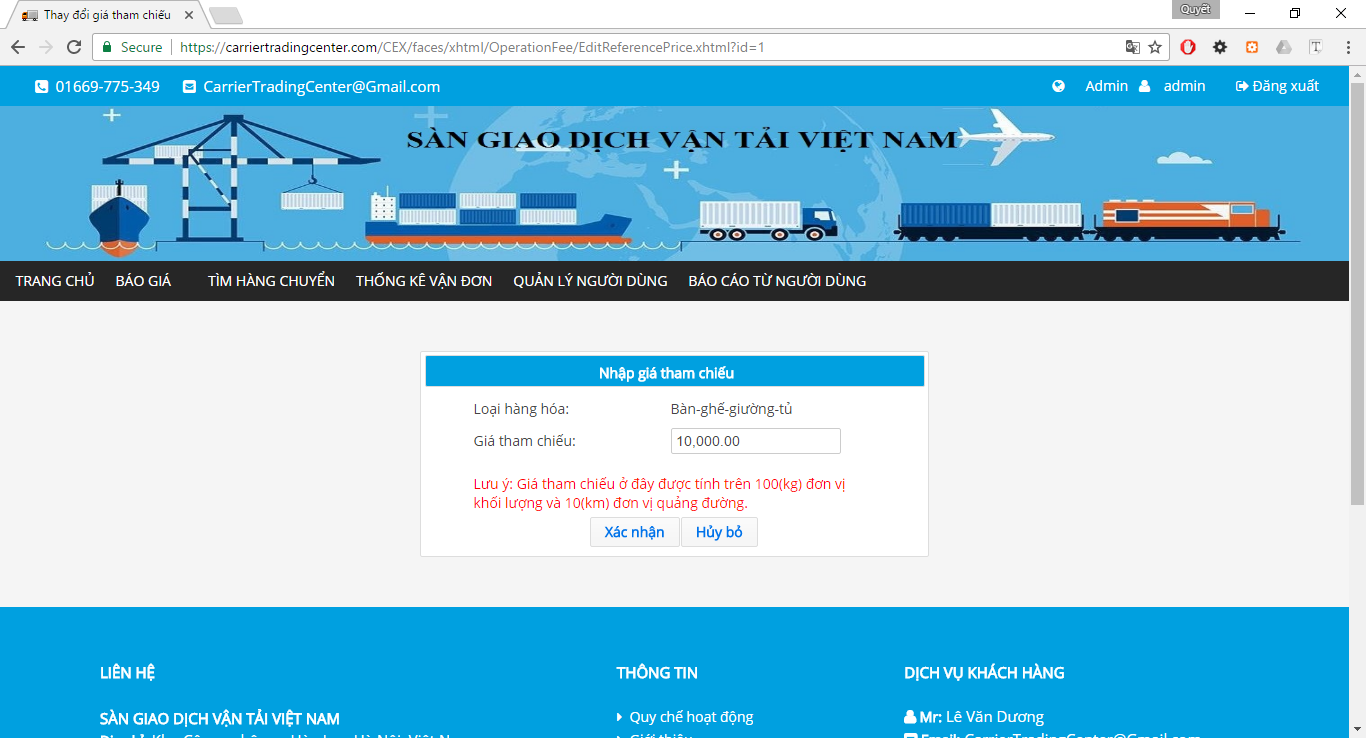 Thay đổi giá tham chiếu
Quyết
Secure https://carriertradingcenter.com/CEX/faces/xhtml/OperationFee/EditReferencePrice.xhtml?id=1
01669-775-349 CarrierTradingCenter@Gmail.com Admin admin Đăng xuất
SÀN GIAO DỊCH VẬN TẢI VIỆT NAM
TRANG CHỦ BÁO GIÁ TÌM HÀNG CHUYỂN THỐNG KÊ VẬN ĐƠN QUẢN LÝ NGƯỜI DÙNG BÁO CÁO TỪ NGƯỜI DÙNG
Nhập giá tham chiếu
Loại hàng hóa: Bàn-ghế-giường-tủ
Giá tham chiếu: 10,000.00
Lưu ý: Giá tham chiếu ở đây được tính trên 100(kg) đơn vị
khối lượng và 10(km) đơn vị quảng đường.
Xác nhận Hủy bỏ
LIÊN HỆ THÔNG TIN DỊCH VỤ KHÁCH HÀNG
SÀN GIAO DỊCH VẬN TẢI VIỆT NAM Quy chế hoạt động Mr: Lê Văn Dương
Giới thiệu Email: CarrierTradingCenter@Gmail.com